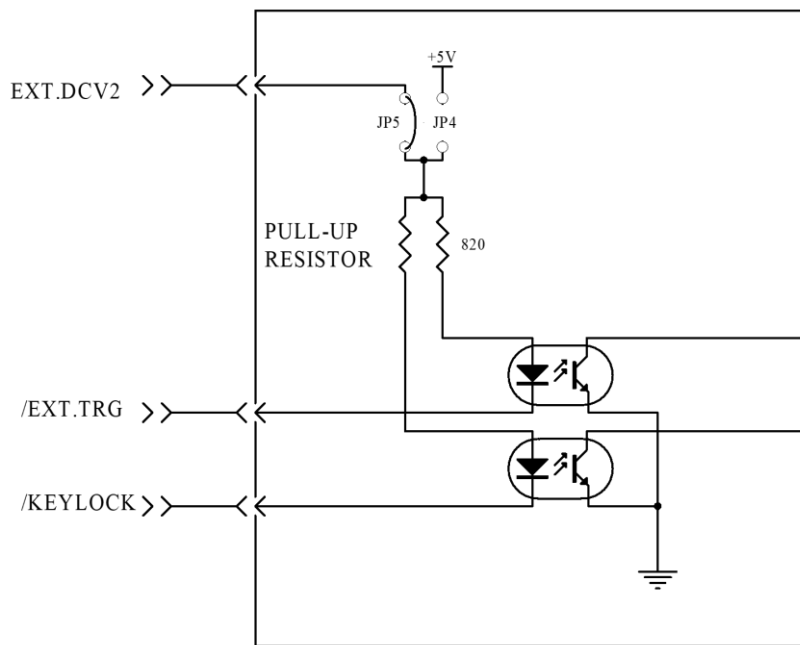 +5V
EXT.DCV2
JP5
JP4
PULL-UP
RESISTOR
820
/EXT.TRG
/KEYLOCK